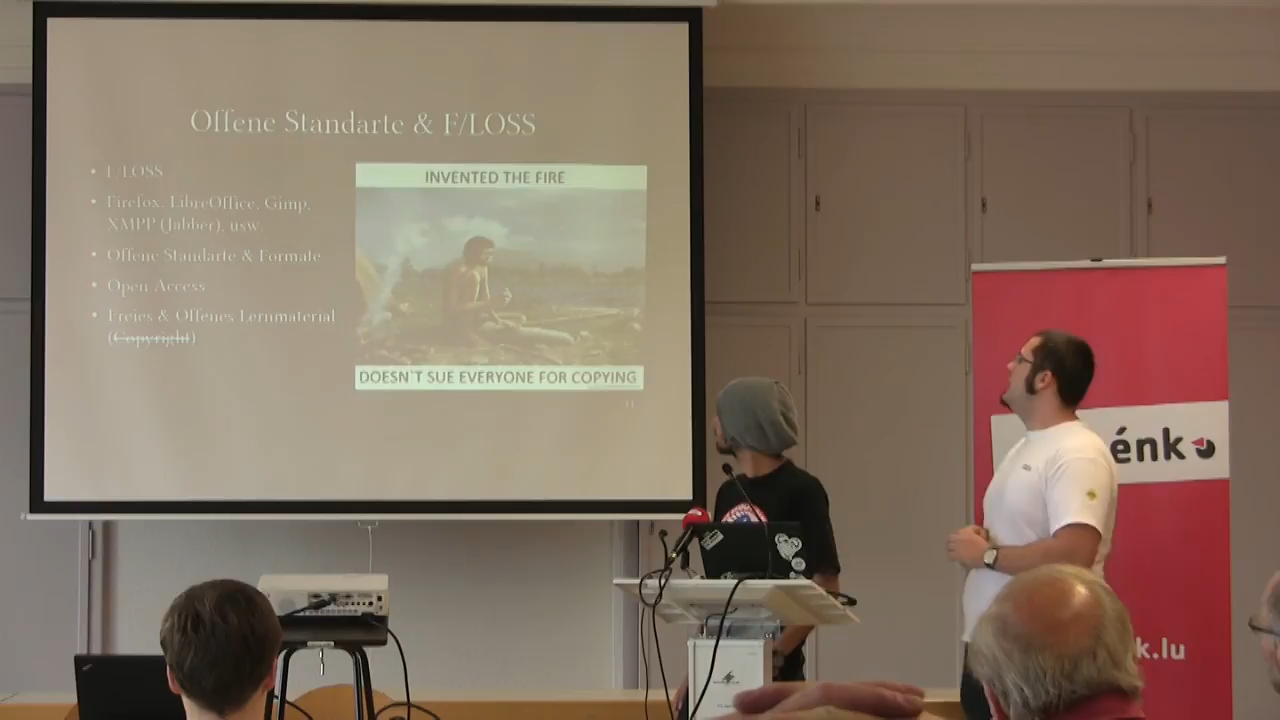 Offene Standarte & F/LOSS
• F/LOSS
• Firefox, LibreOffice, Gimp,
XMPP (Jabber), usw.
• Offene Standarte & Formate
• Open Access
• Freies & Offenes Lernmaterial
(Copyright)
INVENTED THE FIRE
DOESN`T SUE EVERYONE FOR COPYING
11
énk
k.lu